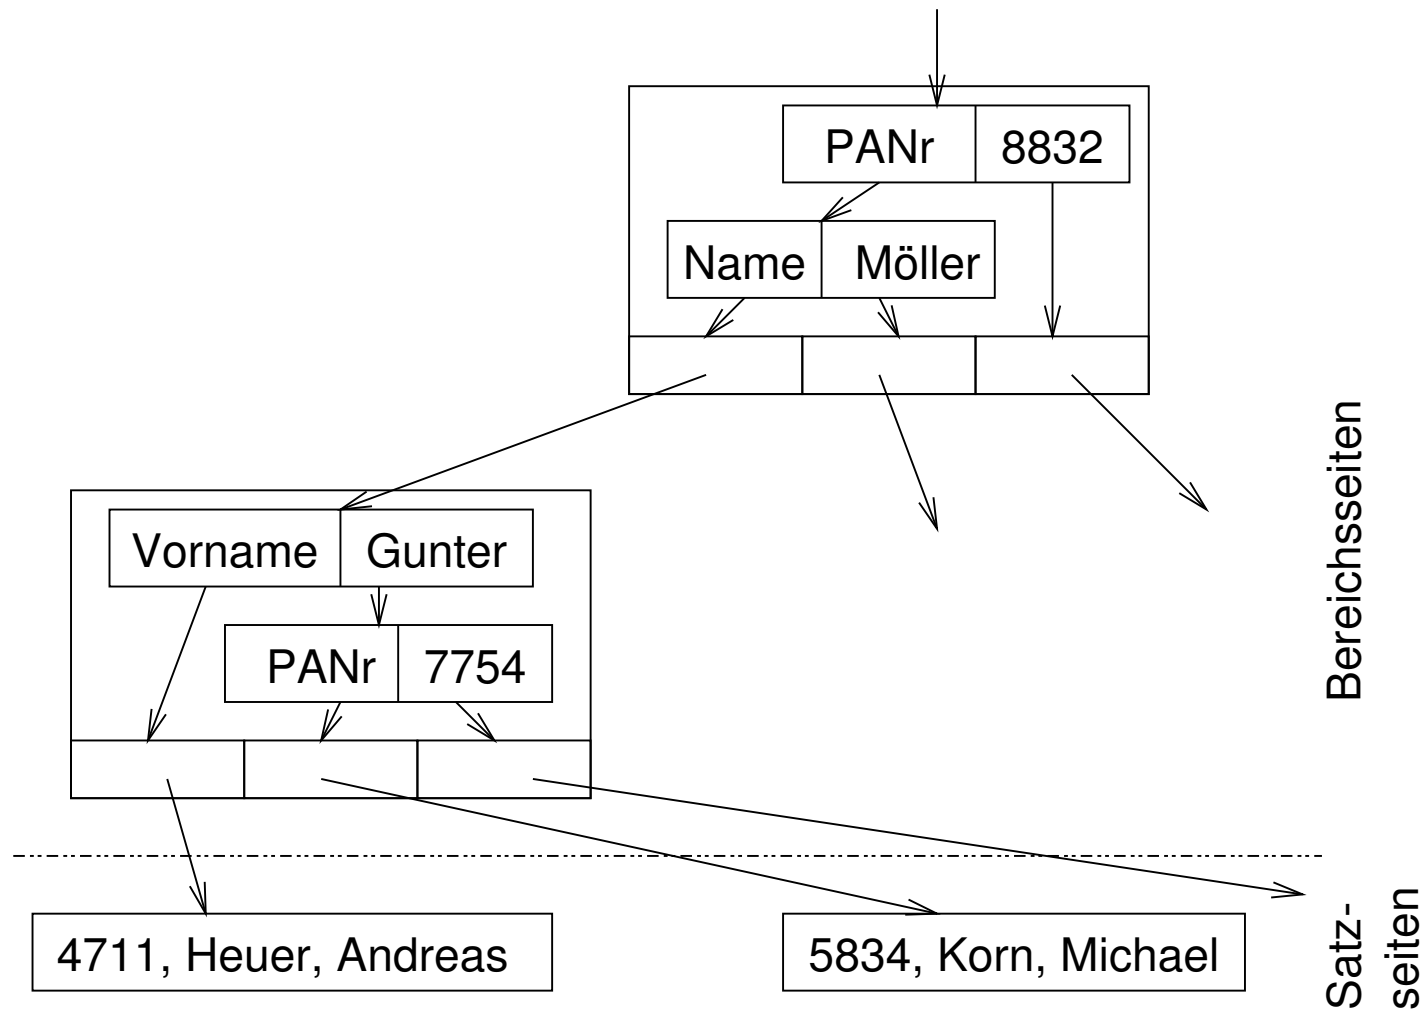 PANr 8832
Name Möller
Bereichsseiten
Vorname Gunter
PANr 7754
4711, Heuer, Andreas
5834, Korn, Michael
Satz-
seiten